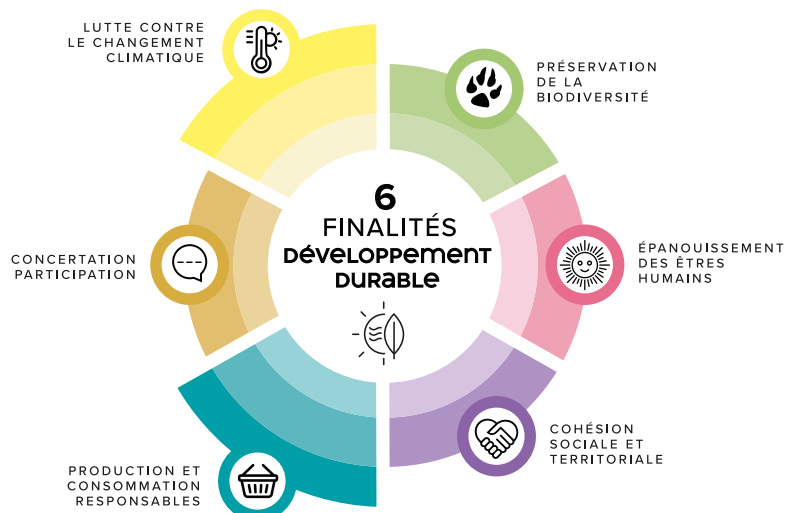 LUTTE CONTRE
LE CHANGEMENT
CLIMATIQUE
PRÉSERVATION
DE LA
BIODIVERSITÉ
6
FINALITÉS
DÉVELOPPEMENT
DURABLE
CONCERTATION
PARTICIPATION
ÉPANOUISSEMENT
DES ÊTRES
HUMAINS
PRODUCTION ET
CONSOMMATION
RESPONSABLES
COHÉSION
SOCIALE ET
TERRITORIALE